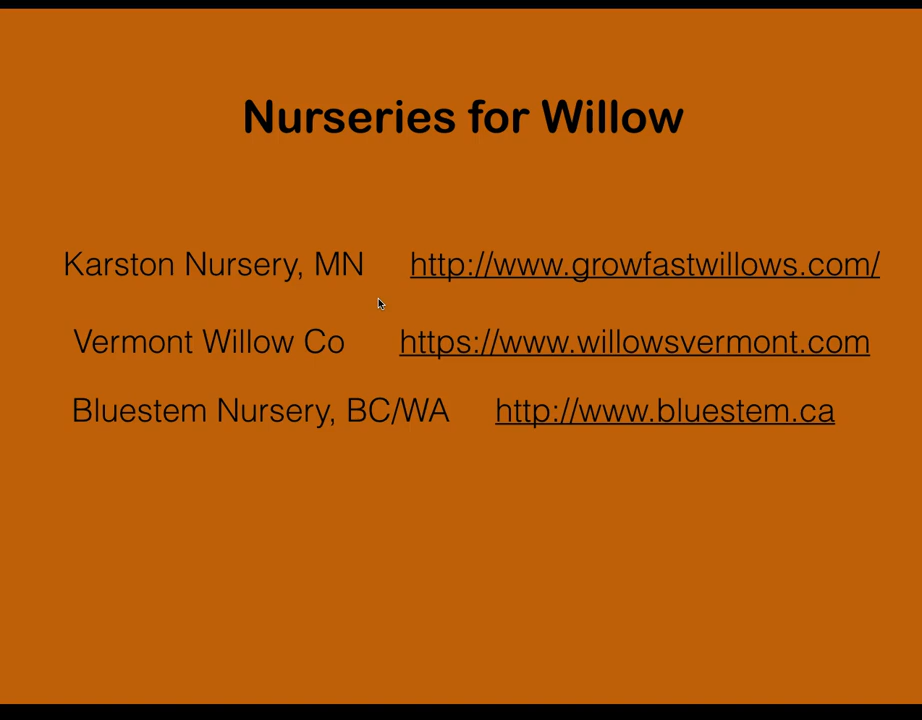 Nurseries for Willow
Karston Nursery, MN http://www.growfastwillows.com/
Vermont Willow Co https://www.willowsvermont.com
Bluestem Nursery, BC/WA http://www.bluestem.ca